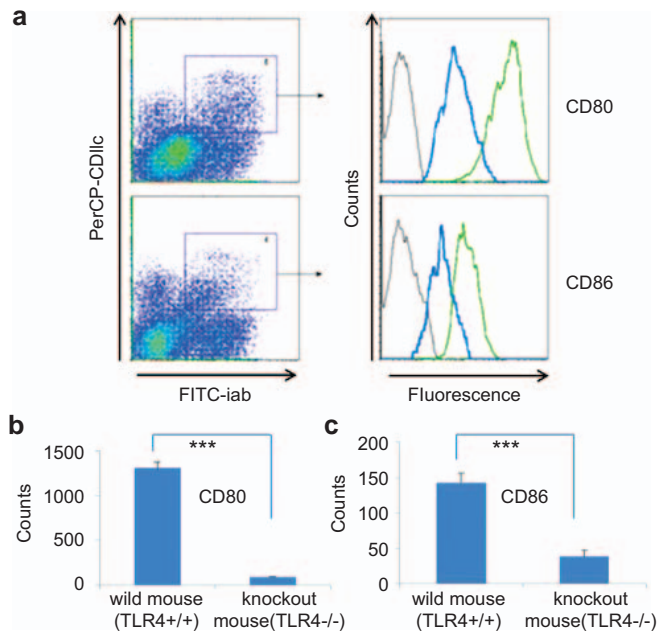 a
PerCP-CDllc
Counts
CD80
CD86
FITC-iab
Fluorescence
b
1500
1000
500
0
Counts
***
CD80
wild mouse
(TLR4+/+)
knockout
mouse(TLR4-/-)
c
200
150
100
50
0
Counts
***
CD86
wild mouse
(TLR4+/+)
knockout
mouse(TLR4-/-)